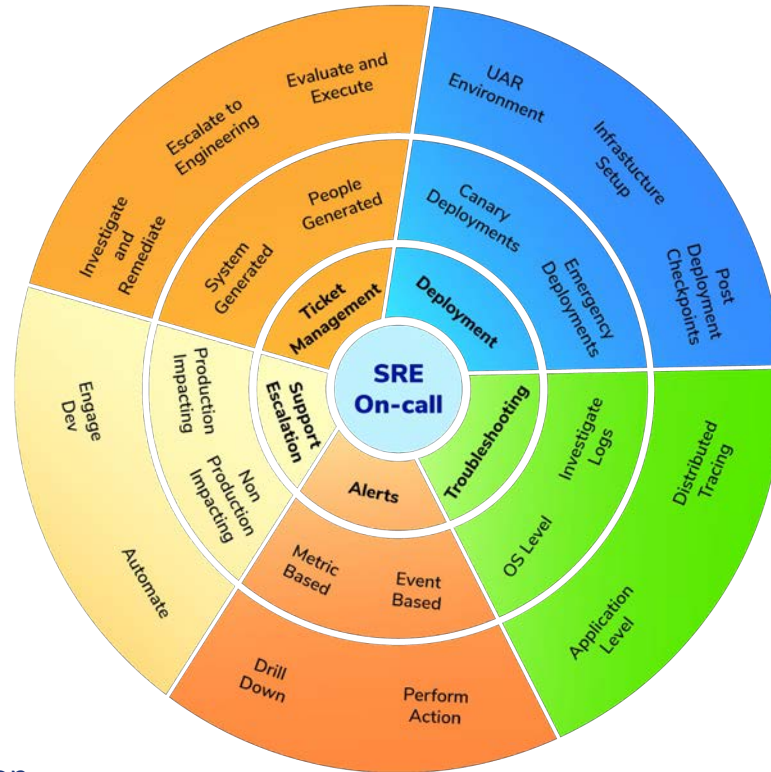 SRE
On-call
Ticket
Management
System
Generated
People
Generated
Investigate
and
Remediate
Escalate to
Engineering
Evaluate and
Execute
Deployment
Canary
Deployments
Emergency
Deployments
UAR
Environment
Infrastucture
Setup
Post
Deployment
Checkpoints
Troubleshooting
Investigate
Logs
OS Level
Distributed
Tracing
Application
Level
Alerts
Metric
Based
Event
Based
Drill
Down
Perform
Action
Support
Escalation
Production
Impacting
Non
Production
Impacting
Engage
Dev
Automate